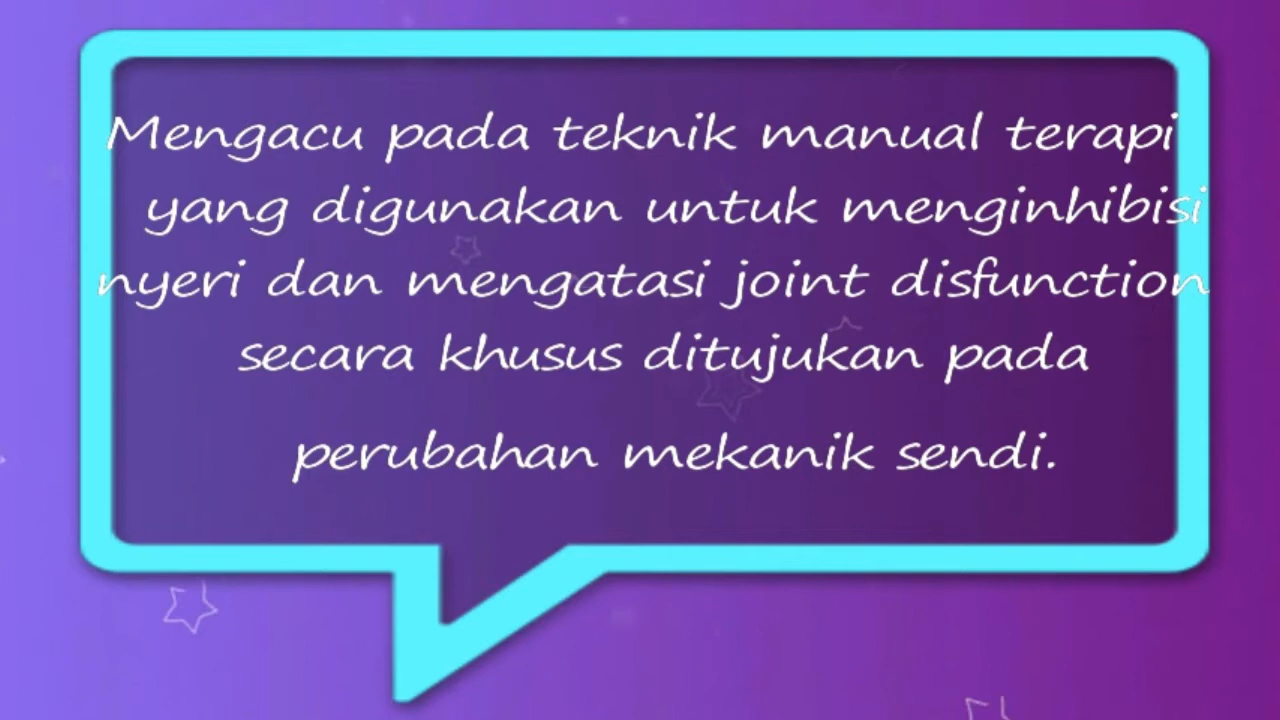 Mengacu pada teknik manual terapi
yang digunakan untuk menginhibisi
nyeri dan mengatasi joint disfunction
secara khusus ditujukan pada
perubahan mekanik sendi.